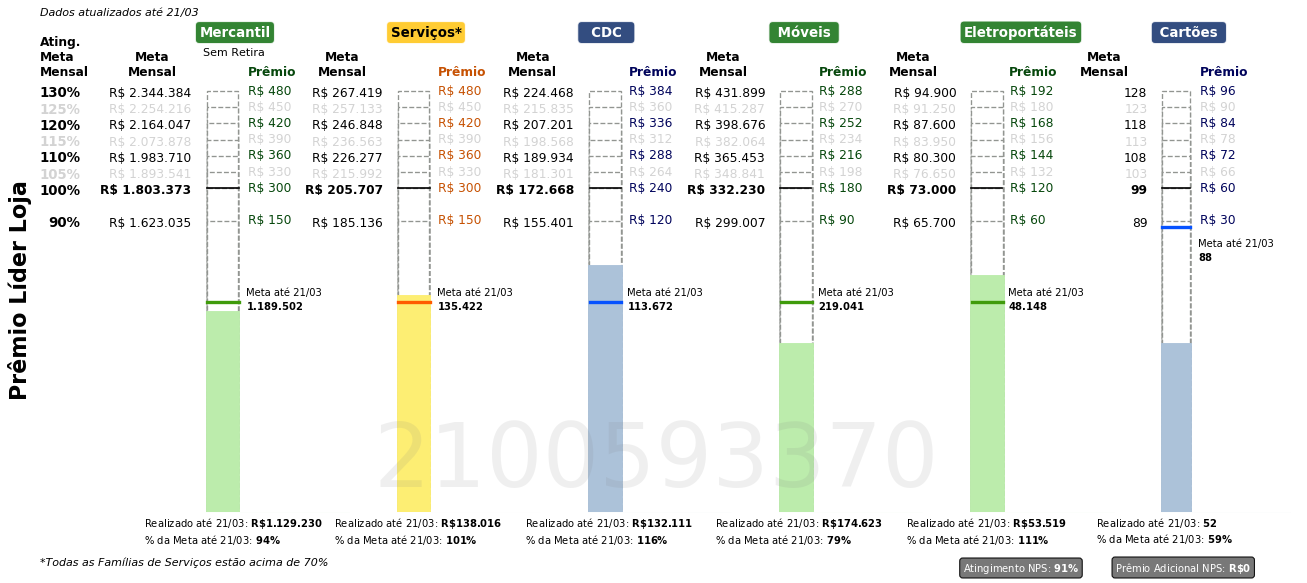 Dados atualizados até 21/03
Mercantil Serviços* CDC Móveis Eletroportáteis Cartões
Sem Retira
Ating. Meta Mensal Meta Mensal Prêmio Meta Mensal Prêmio Meta Mensal Prêmio Meta Mensal Prêmio Meta Mensal Prêmio Meta Mensal Prêmio
130% R$ 2.344.384 R$ 480 R$ 267.419 R$ 480 R$ 224.468 R$ 384 R$ 431.899 R$ 288 R$ 94.900 R$ 192 128 R$ 96
125% R$ 2.254.216 R$ 450 R$ 257.133 R$ 450 R$ 215.835 R$ 360 R$ 415.287 R$ 270 R$ 91.250 R$ 180 123 R$ 90
120% R$ 2.164.047 R$ 420 R$ 246.848 R$ 420 R$ 207.201 R$ 336 R$ 398.676 R$ 252 R$ 87.600 R$ 168 118 R$ 84
115% R$ 2.073.878 R$ 390 R$ 236.563 R$ 390 R$ 198.568 R$ 312 R$ 382.064 R$ 234 R$ 83.950 R$ 156 113 R$ 78
110% R$ 1.983.710 R$ 360 R$ 226.277 R$ 360 R$ 189.934 R$ 288 R$ 365.453 R$ 216 R$ 80.300 R$ 144 108 R$ 72
105% R$ 1.893.541 R$ 330 R$ 215.992 R$ 330 R$ 181.301 R$ 264 R$ 348.841 R$ 198 R$ 76.650 R$ 132 103 R$ 66
100% R$ 1.803.373 R$ 300 R$ 205.707 R$ 300 R$ 172.668 R$ 240 R$ 332.230 R$ 180 R$ 73.000 R$ 120 99 R$ 60
90% R$ 1.623.035 R$ 150 R$ 185.136 R$ 150 R$ 155.401 R$ 120 R$ 299.007 R$ 90 R$ 65.700 R$ 60 89 R$ 30
Meta até 21/03
88
Meta até 21/03 Meta até 21/03 Meta até 21/03 Meta até 21/03 Meta até 21/03
1.189.502 135.422 113.672 219.041 48.148
Prêmio Líder Loja
2100593370
Realizado até 21/03: R$1.129.230 Realizado até 21/03: R$138.016 Realizado até 21/03: R$132.111 Realizado até 21/03: R$174.623 Realizado até 21/03: R$53.519 Realizado até 21/03: 52
% da Meta até 21/03: 94% % da Meta até 21/03: 101% % da Meta até 21/03: 116% % da Meta até 21/03: 79% % da Meta até 21/03: 111% % da Meta até 21/03: 59%
*Todas as Famílias de Serviços estão acima de 70%
Atingimento NPS: 91% Prêmio Adicional NPS: R$0